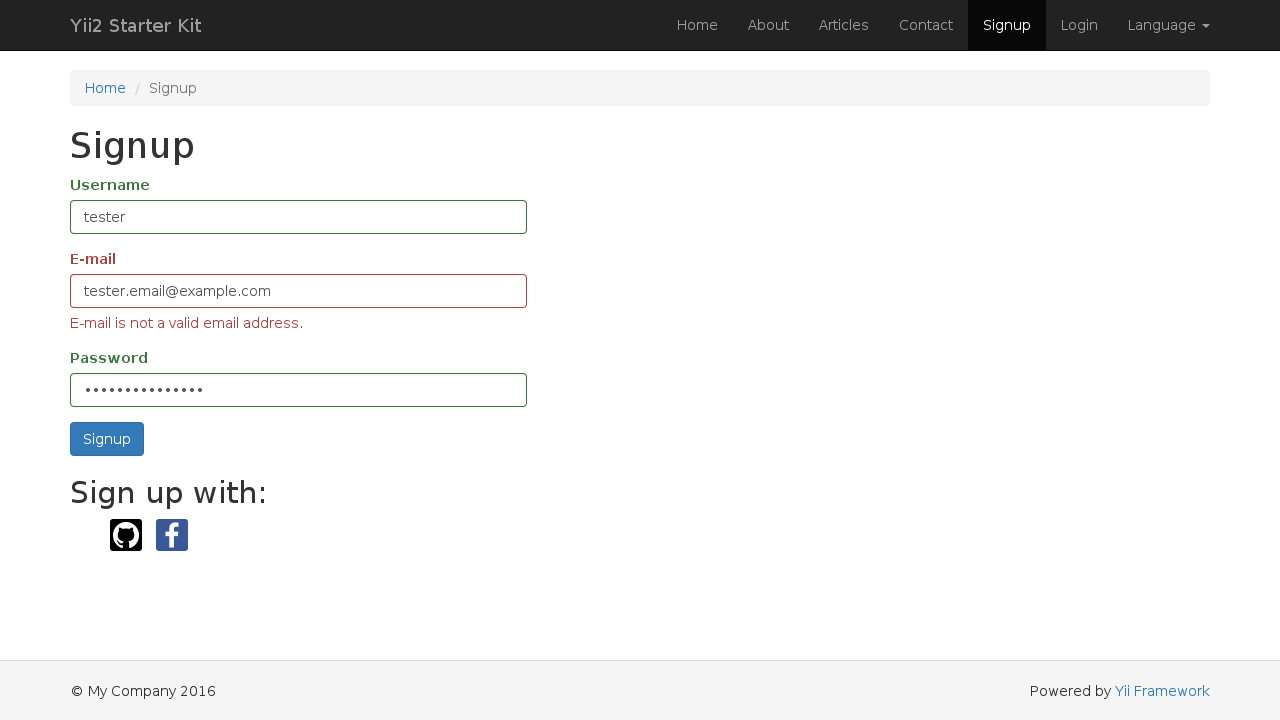 Yii2 Starter Kit
Home About Articles Contact Signup Login Language
Home / Signup
Signup
Username
tester
E-mail
tester.email@example.com
E-mail is not a valid email address.
Password
•••••••••••••••
Signup
Sign up with:
© My Company 2016
Powered by Yii Framework